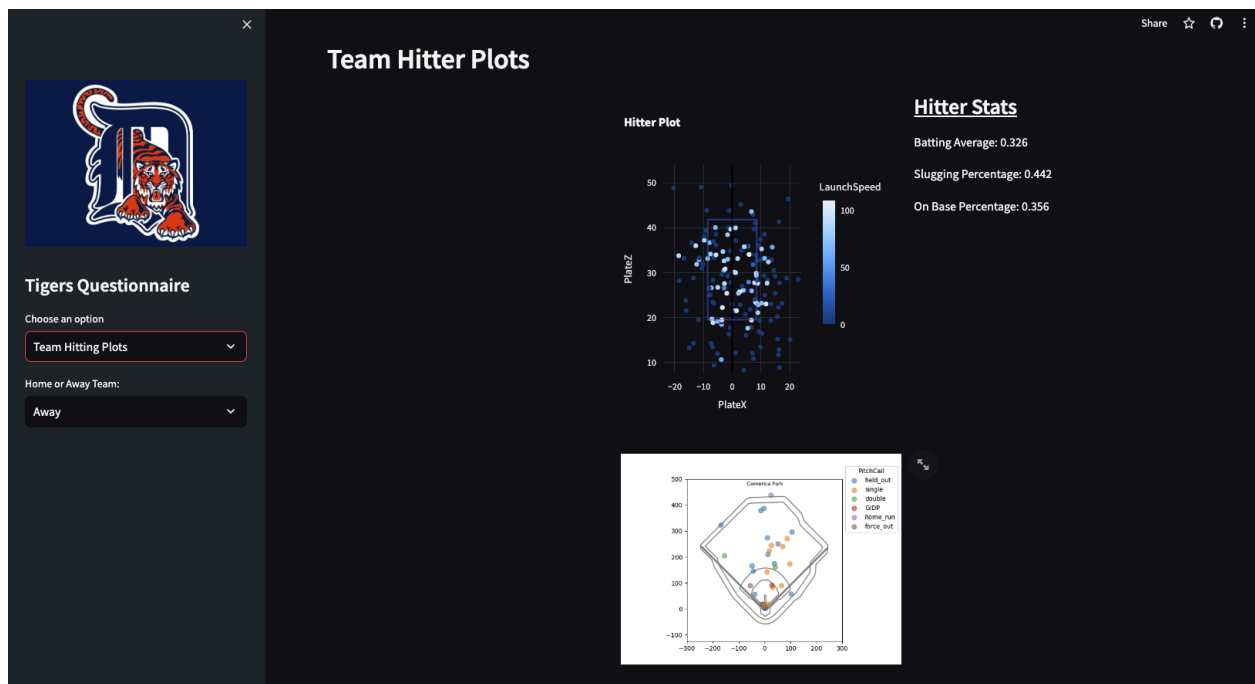 Share
Tigers Questionnaire
Choose an option
Team Hitting Plots
Home or Away Team:
Away
Team Hitter Plots
Hitter Plot
LaunchSpeed
100
50
0
PlateZ
50
40
30
20
10
−20 −10 0 10 20
PlateX
Hitter Stats
Batting Average: 0.326
Slugging Percentage: 0.442
On Base Percentage: 0.356
Comerica Park
PitchCall
field_out
single
double
GIDP
home_run
force_out
500
400
300
200
100
0
−100
−300 −200 −100 0 100 200 300